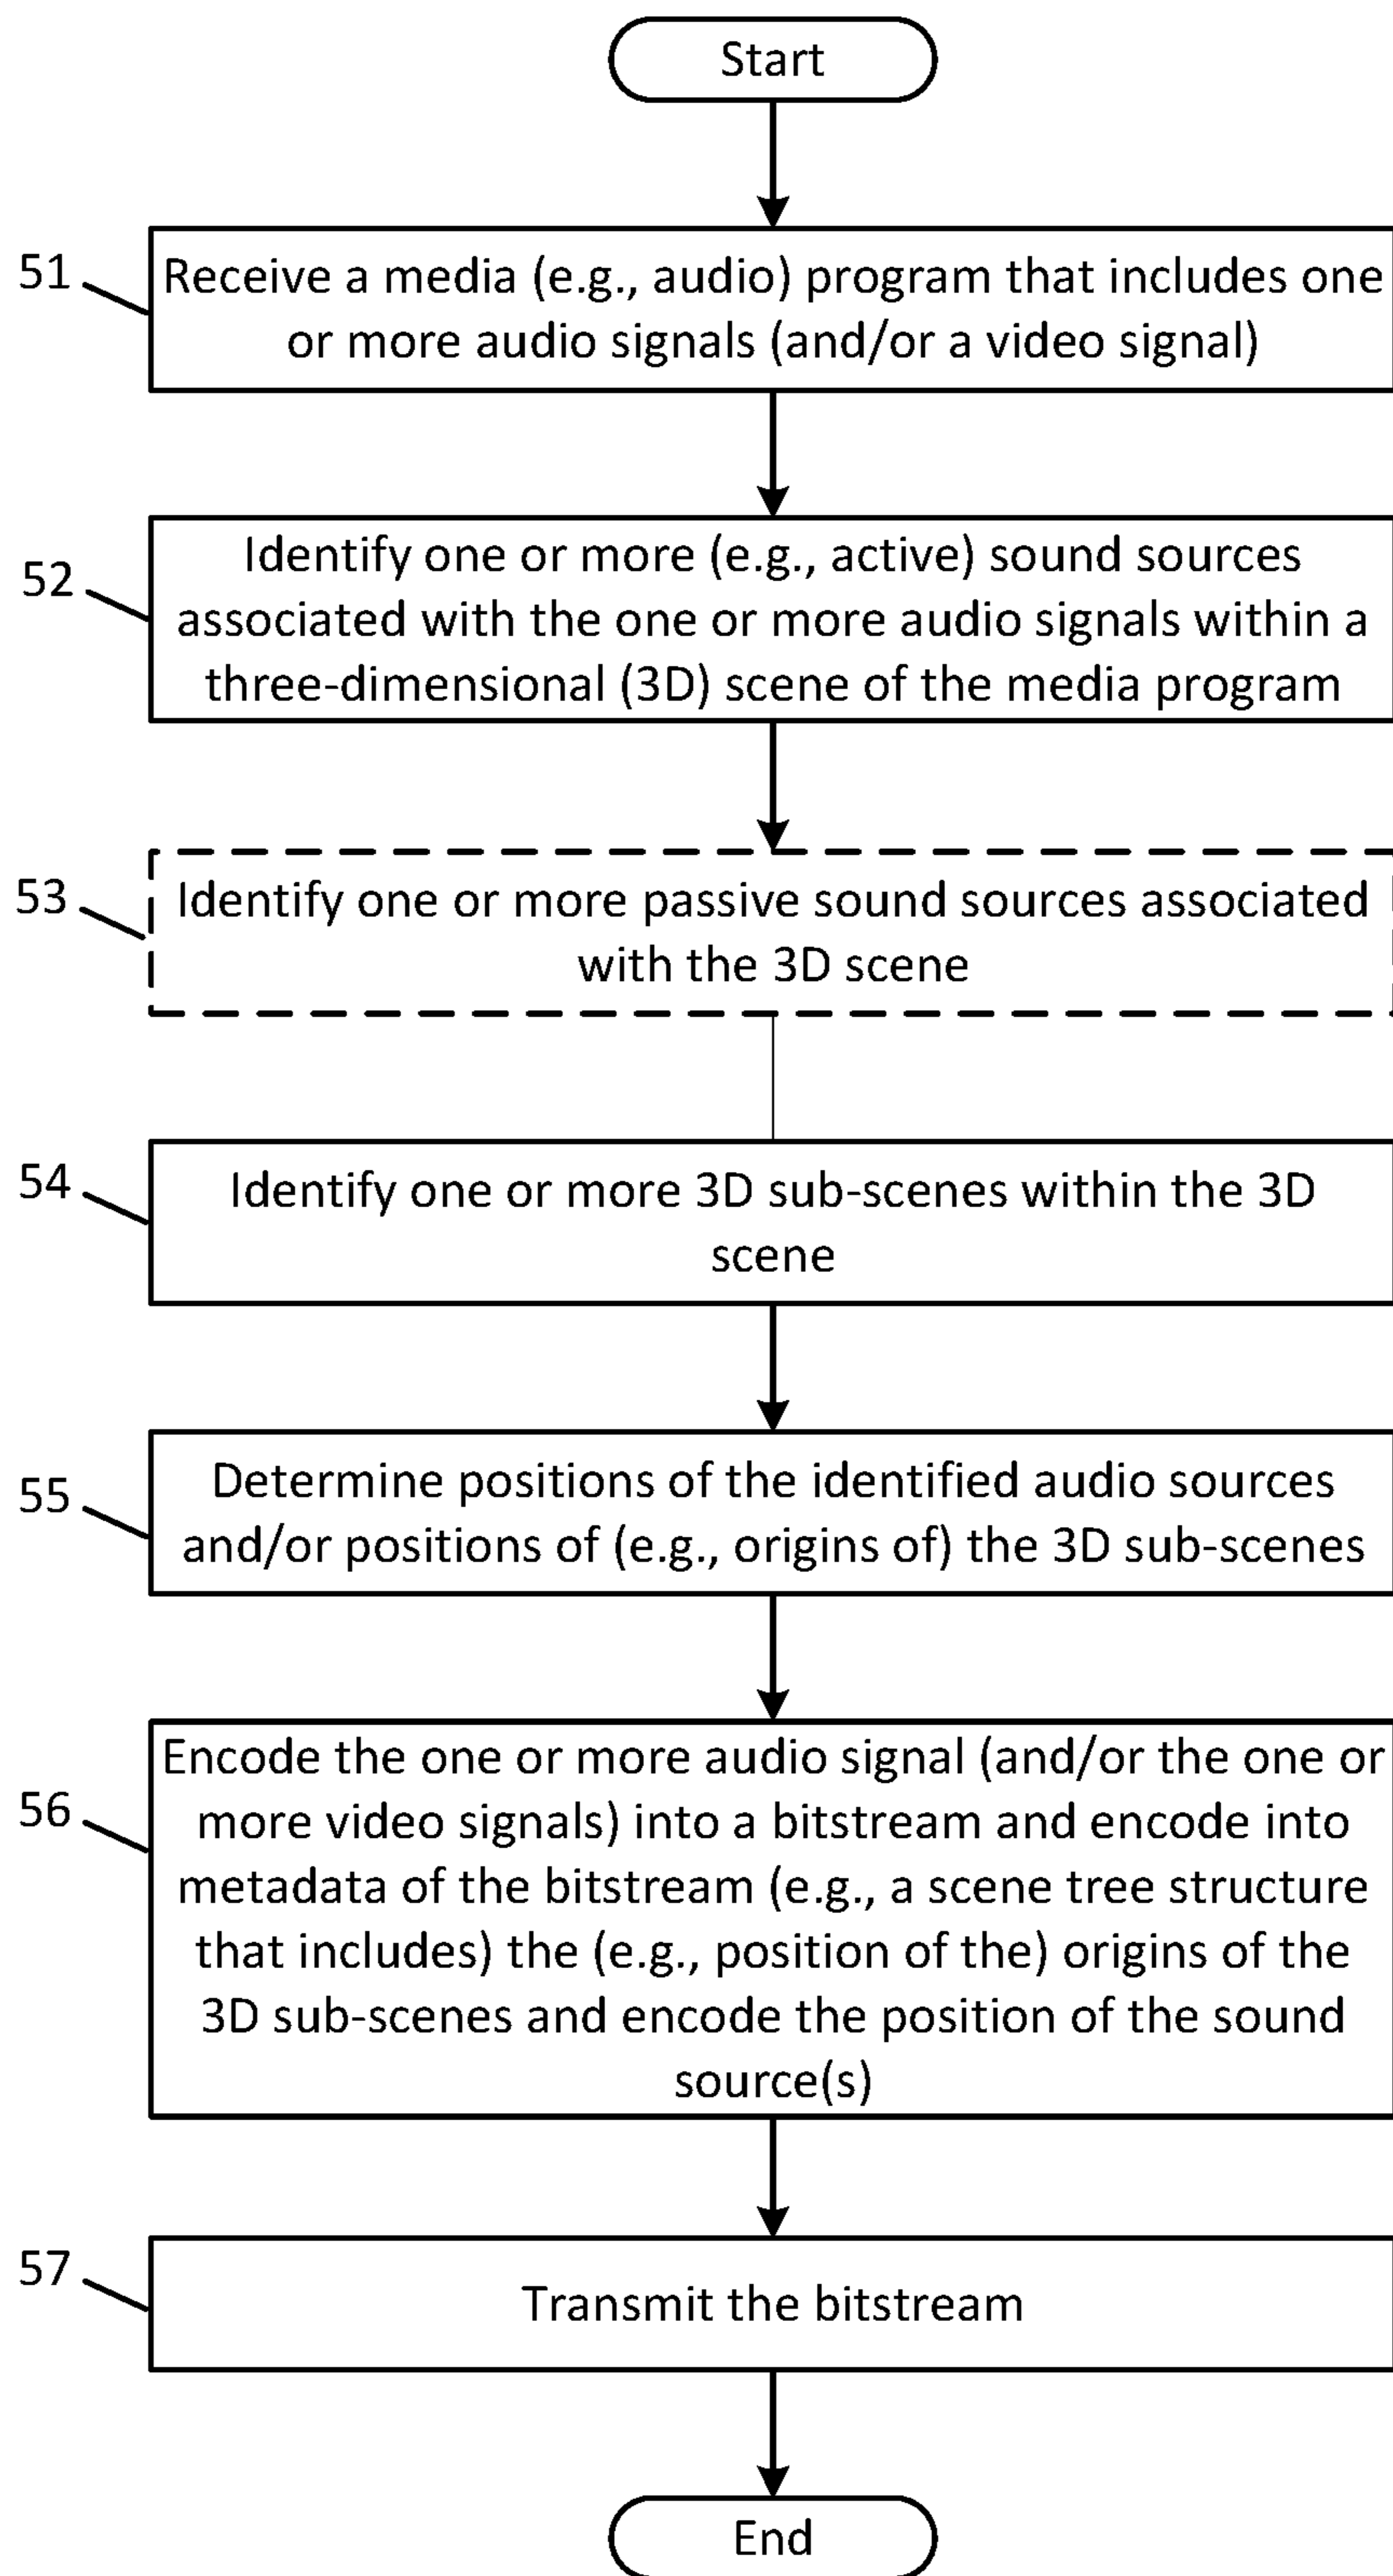 Start
51
Receive a media (e.g., audio) program that includes one
or more audio signals (and/or a video signal)
52
Identify one or more (e.g., active) sound sources
associated with the one or more audio signals within a
three-dimensional (3D) scene of the media program
53
Identify one or more passive sound sources associated
with the 3D scene
54
Identify one or more 3D sub-scenes within the 3D
scene
55
Determine positions of the identified audio sources
and/or positions of (e.g., origins of) the 3D sub-scenes
56
Encode the one or more audio signal (and/or the one or
more video signals) into a bitstream and encode into
metadata of the bitstream (e.g., a scene tree structure
that includes) the (e.g., position of the) origins of the
3D sub-scenes and encode the position of the sound
source(s)
57
Transmit the bitstream
End